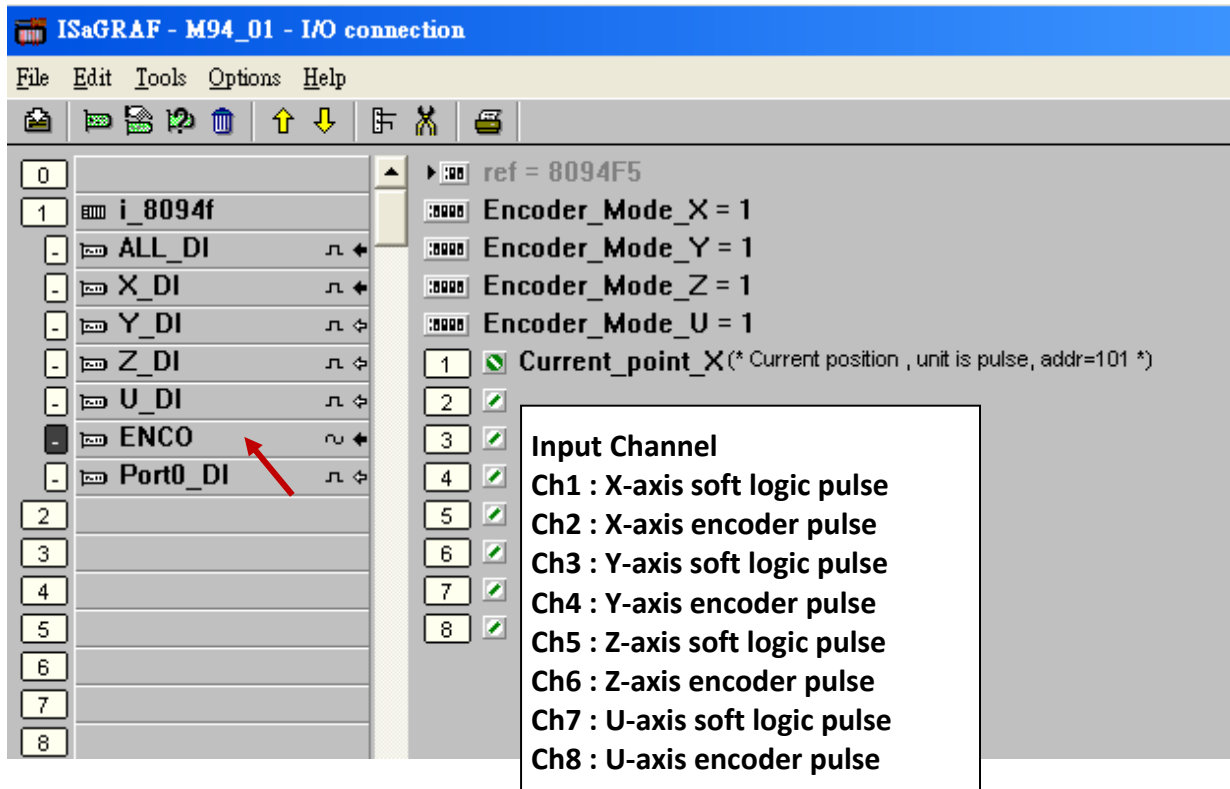 ISaGRAF - M94_01 - I/O connection
File Edit Tools Options Help
0
1 i_8094f
- ALL_DI
- X_DI
- Y_DI
- Z_DI
- U_DI
- ENCO
- Port0_DI
2
3
4
5
6
7
8
ref = 8094F5
Encoder_Mode_X = 1
Encoder_Mode_Y = 1
Encoder_Mode_Z = 1
Encoder_Mode_U = 1
1 Current_point_X (* Current position , unit is pulse, addr=101 *)
2
3
4
5
6
7
8
Input Channel
Ch1 : X-axis soft logic pulse
Ch2 : X-axis encoder pulse
Ch3 : Y-axis soft logic pulse
Ch4 : Y-axis encoder pulse
Ch5 : Z-axis soft logic pulse
Ch6 : Z-axis encoder pulse
Ch7 : U-axis soft logic pulse
Ch8 : U-axis encoder pulse